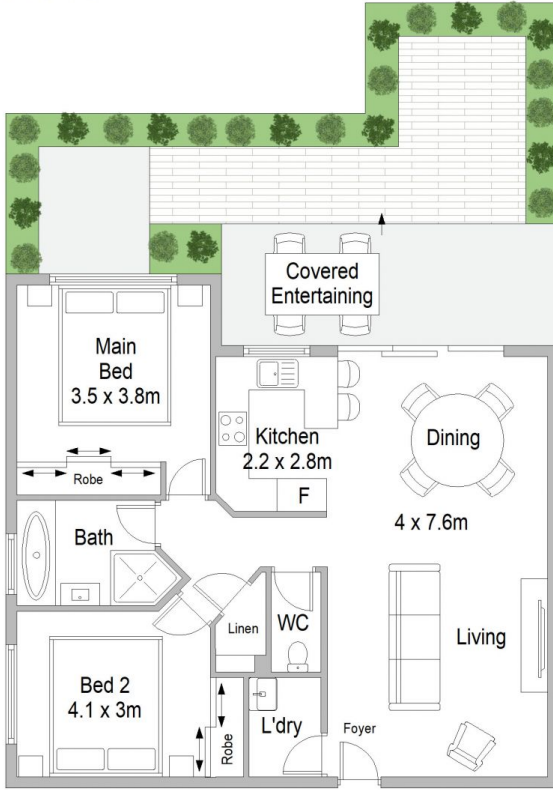 Covered
Entertaining
Main
Bed
3.5 x 3.8m
Robe
Kitchen
2.2 x 2.8m
F
Dining
4 x 7.6m
Bath
Linen
WC
Living
Bed 2
4.1 x 3m
Robe
L'dry
Foyer